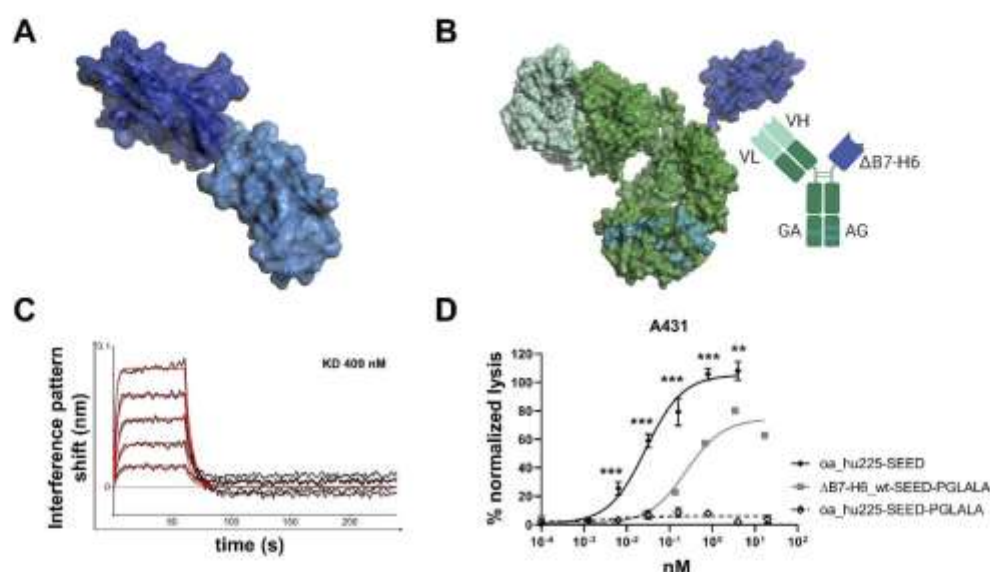 A
B
VH
VL
ΔB7-H6
GA
AG
C
0.1
KD 400 nM
Interference pattern
shift (nm)
0
50
100
150
200
time (s)
D
A431
% normalized lysis
120
100
80
60
40
20
0
***
***
***
***
**
10⁻⁴
10⁻³
10⁻²
10⁻¹
10⁰
10¹
10²
nM
oa_hu225-SEED
ΔB7-H6_wt-SEED-PGLALA
oa_hu225-SEED-PGLALA